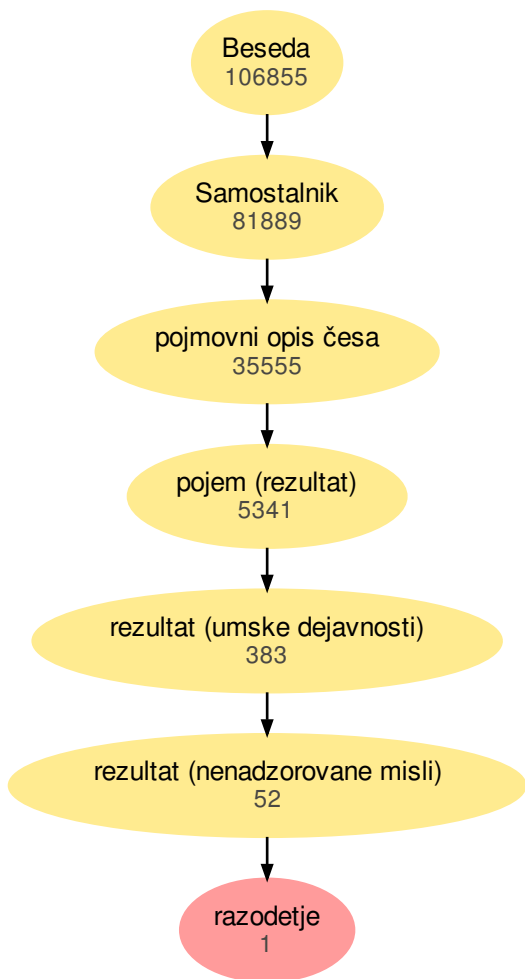 Beseda
106855
Samostalnik
81889
pojmovni opis česa
35555
pojem (rezultat)
5341
rezultat (umske dejavnosti)
383
rezultat (nenadzorovane misli)
52
razodetje
1